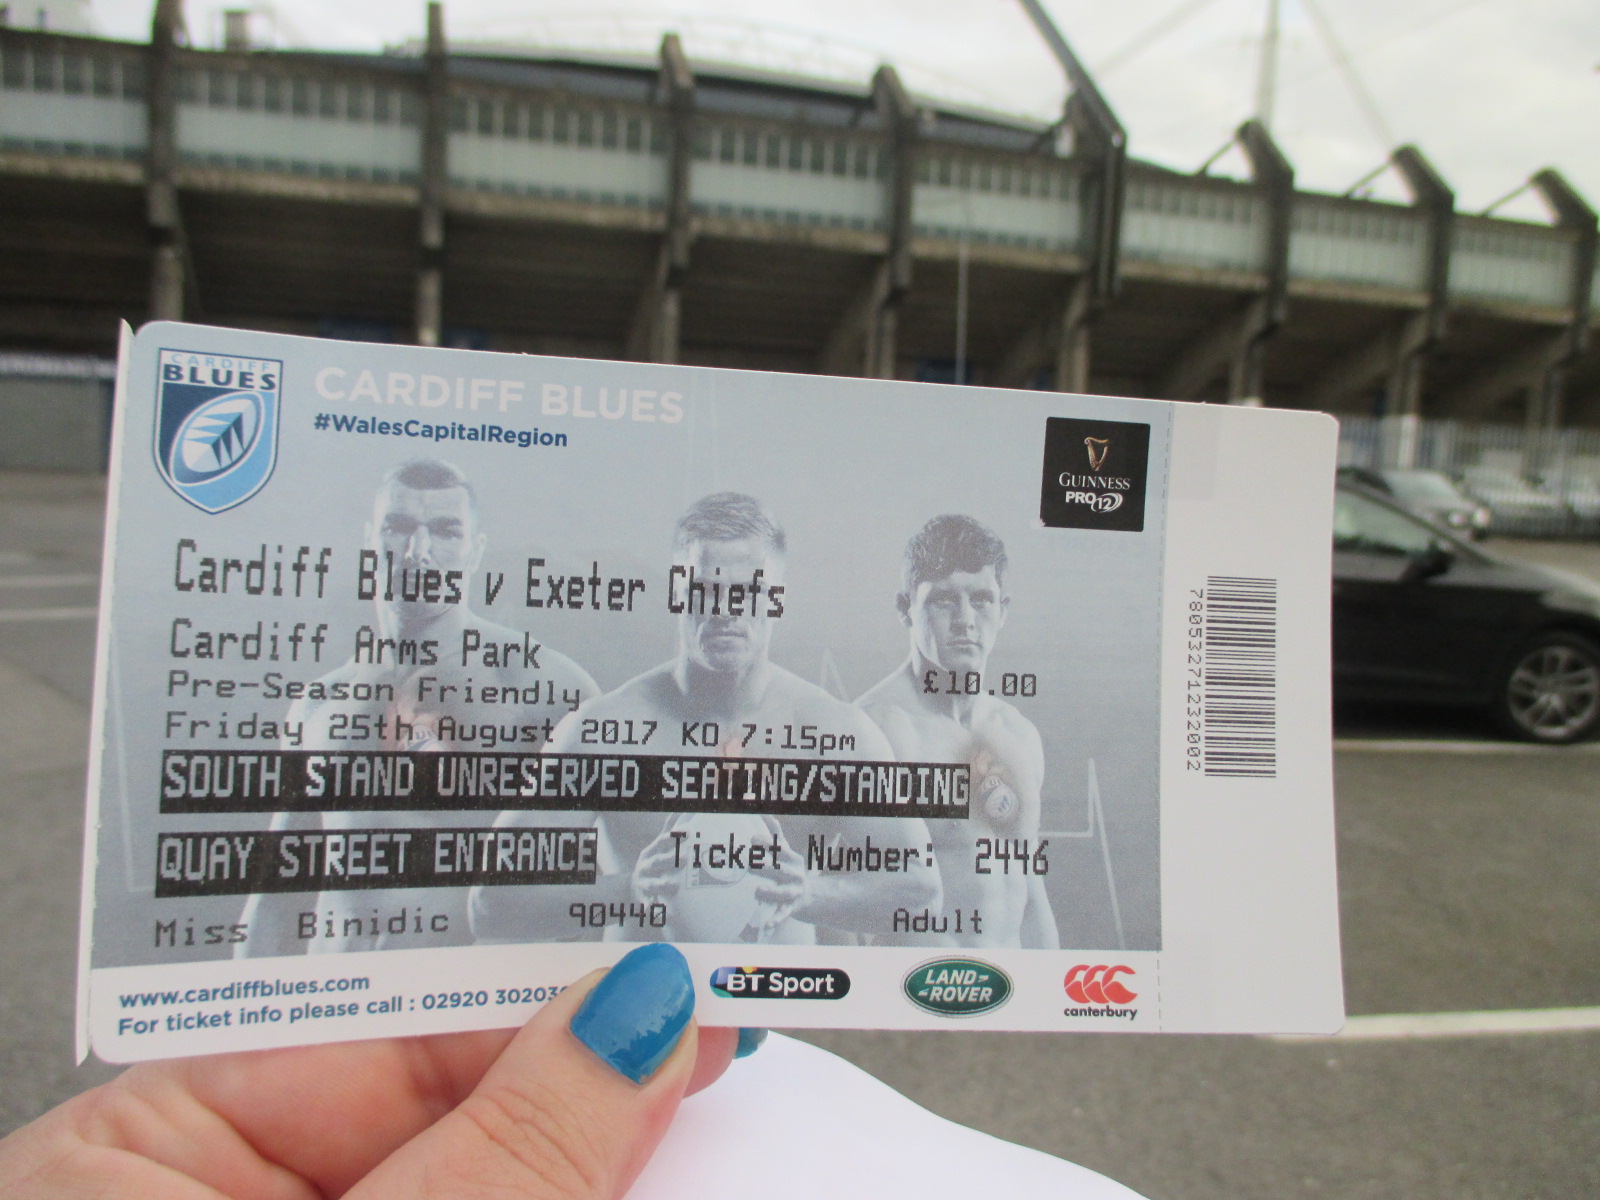 CARDIFF
BLUES
CARDIFF BLUES
#WalesCapitalRegion
GUINNESS
PRO12
Cardiff Blues v Exeter Chiefs
Cardiff Arms Park
Pre-Season Friendly
£10.00
Friday 25th August 2017 KO 7:15pm
SOUTH STAND UNRESERVED SEATING/STANDING
QUAY STREET ENTRANCE Ticket Number: 2446
Miss Binidic 90440 Adult
www.cardiffblues.com
For ticket info please call : 02920
BT Sport
LAND-
-ROVER
canterbury
78053271232002